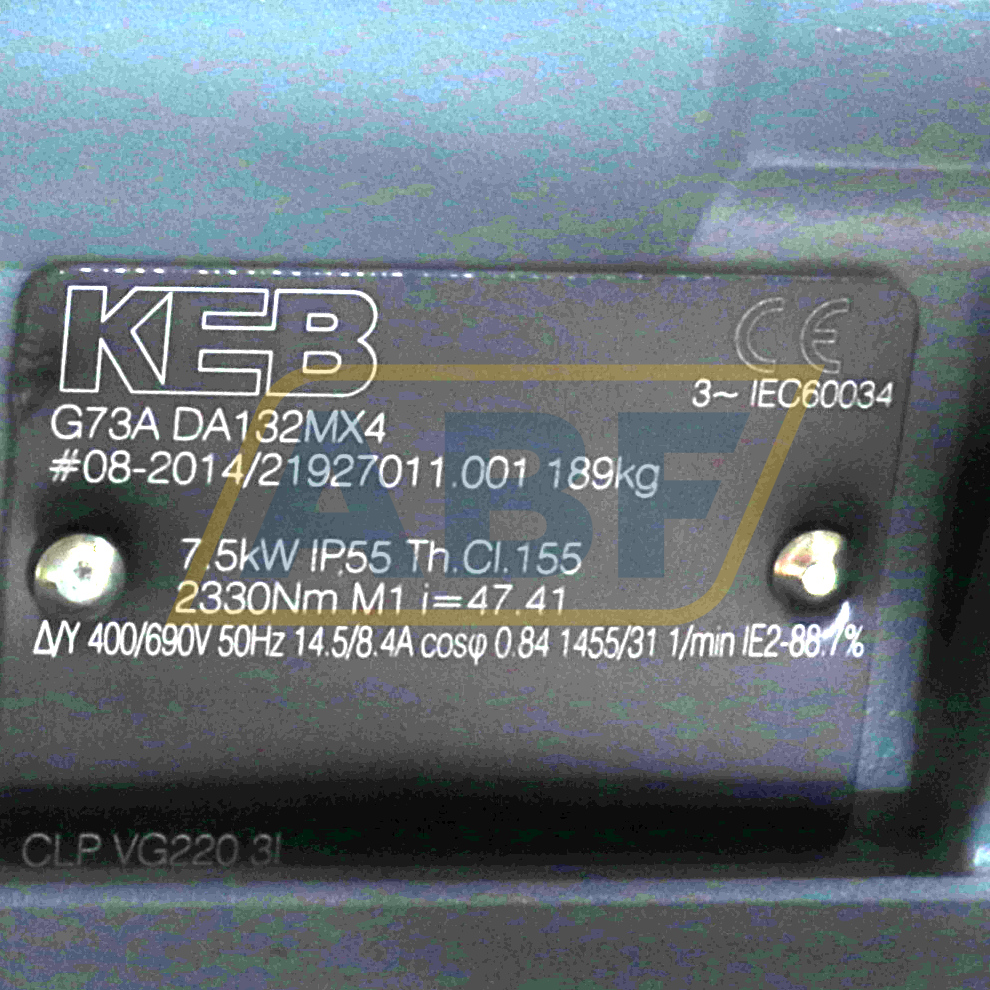 KEB
CE
3~ IEC60034
G73A DA132MX4
#08-2014/21927011.001 189kg
ABF
7.5kW IP55 Th.Cl.155
2330Nm M1 i=47.41
Δ/Y 400/690V 50Hz 14.5/8.4A cosφ 0.84 1455/31 1/min IE2-88.7%
CLP VG220 3l